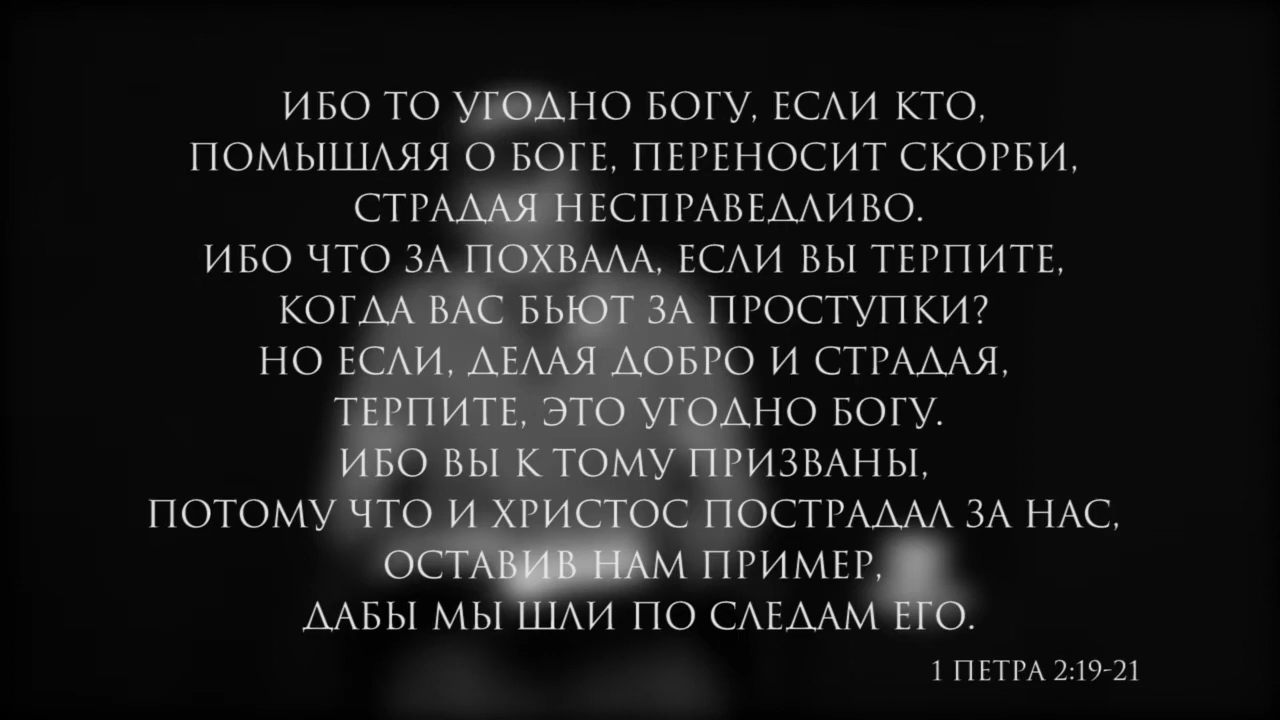 ИБО ТО УГОДНО БОГУ, ЕСЛИ КТО,
ПОМЫШЛЯЯ О БОГЕ, ПЕРЕНОСИТ СКОРБИ,
СТРАДАЯ НЕСПРАВЕДЛИВО.
ИБО ЧТО ЗА ПОХВАЛА, ЕСЛИ ВЫ ТЕРПИТЕ,
КОГДА ВАС БЬЮТ ЗА ПРОСТУПКИ?
НО ЕСЛИ, ДЕЛАЯ ДОБРО И СТРАДАЯ,
ТЕРПИТЕ, ЭТО УГОДНО БОГУ.
ИБО ВЫ К ТОМУ ПРИЗВАНЫ,
ПОТОМУ ЧТО И ХРИСТОС ПОСТРАДАЛ ЗА НАС,
ОСТАВИВ НАМ ПРИМЕР,
ДАБЫ МЫ ШЛИ ПО СЛЕДАМ ЕГО.
1 ПЕТРА 2:19-21